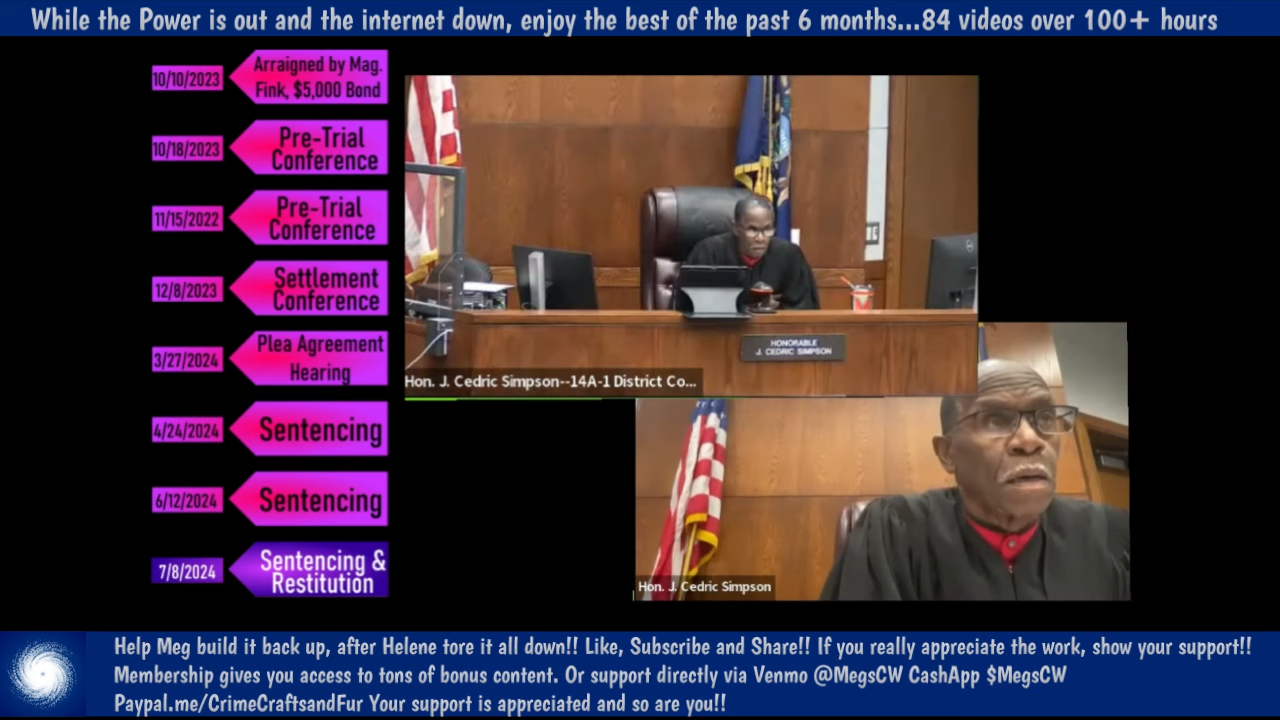 While the Power is out and the internet down, enjoy the best of the past 6 months...84 videos over 100+ hours
10/10/2023
Arraigned by Mag.
Fink, $5,000 Bond
10/18/2023
Pre-Trial
Conference
11/15/2022
Pre-Trial
Conference
12/8/2023
Settlement
Conference
3/27/2024
Plea Agreement
Hearing
4/24/2024
Sentencing
6/12/2024
Sentencing
7/8/2024
Sentencing &
Restitution
HONORABLE
J. CEDRIC SIMPSON
Hon. J. Cedric Simpson--14A-1 District Co...
Hon. J. Cedric Simpson
Help Meg build it back up, after Helene tore it all down!! Like, Subscribe and Share!! If you really appreciate the work, show your support!!
Membership gives you access to tons of bonus content. Or support directly via Venmo @MegsCW CashApp $MegsCW
Paypal.me/CrimeCraftsandFur Your support is appreciated and so are you!!